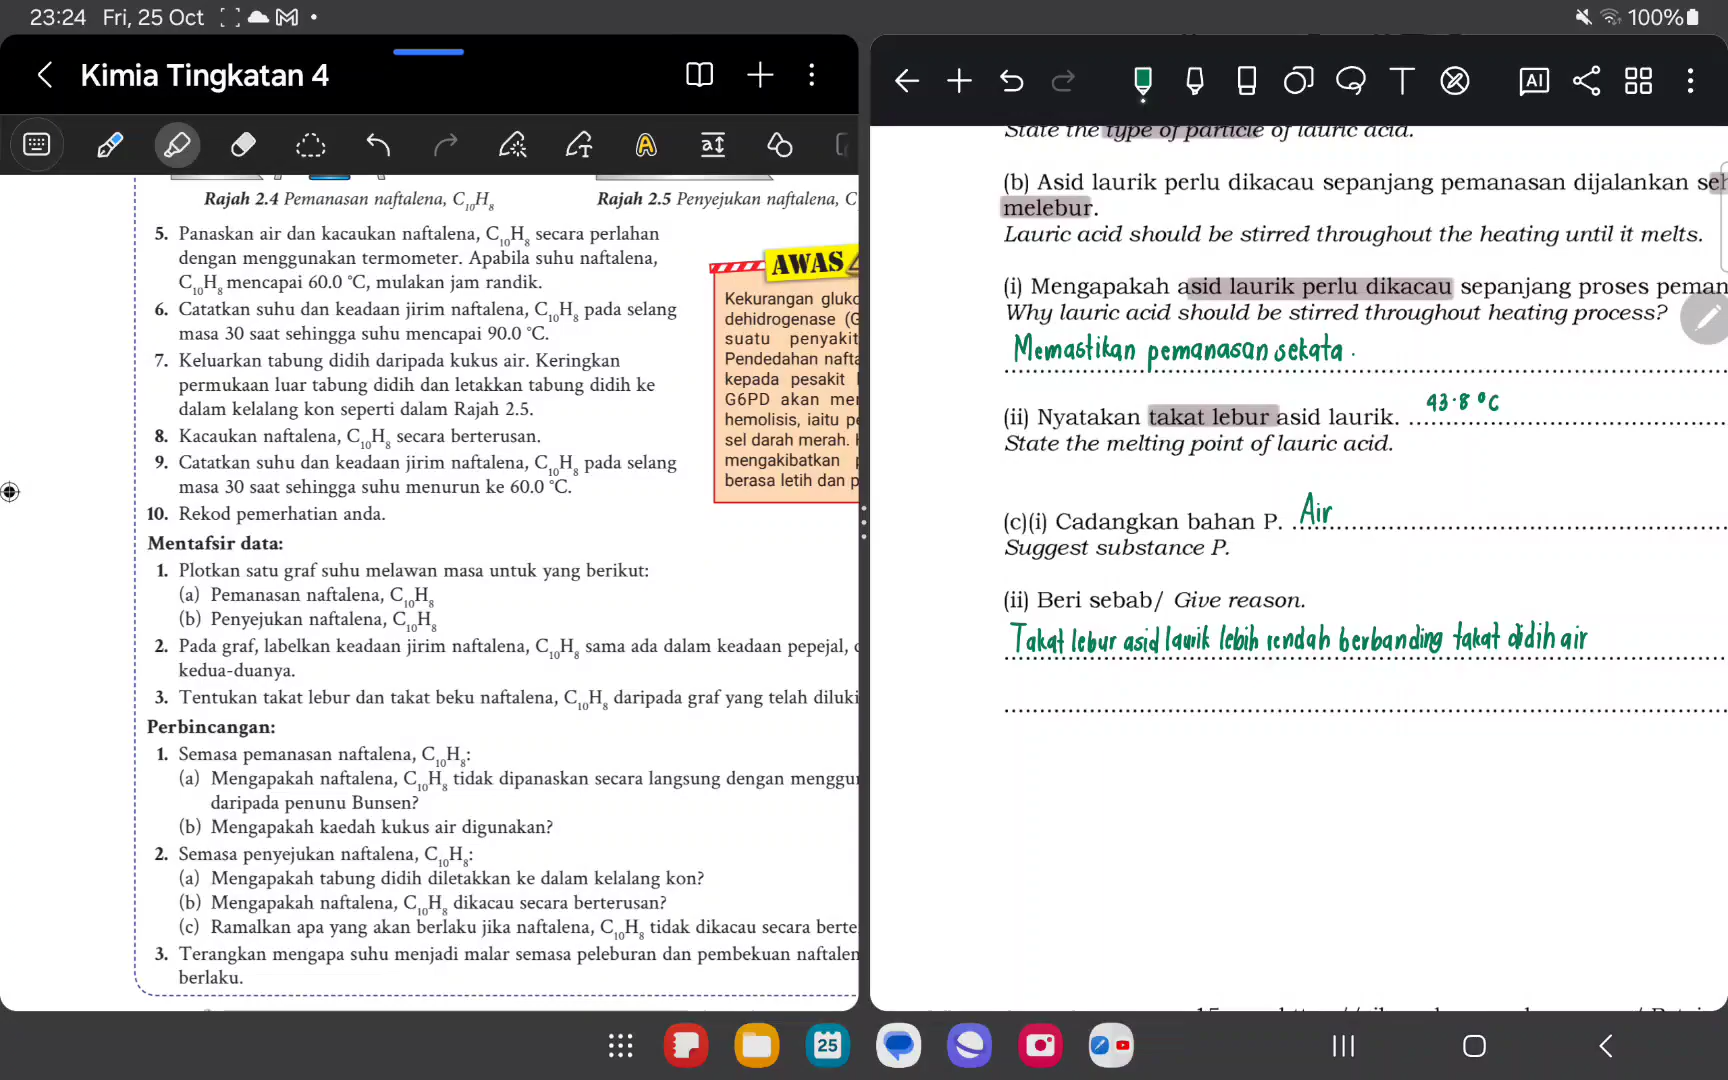 23:24 Fri, 25 Oct
100%
Kimia Tingkatan 4
Rajah 2.4 Pemanasan naftalena, C₁₀H₈
Rajah 2.5 Penyejukan naftalena, C
5. Panaskan air dan kacaukan naftalena, C₁₀H₈ secara perlahan
dengan menggunakan termometer. Apabila suhu naftalena,
C₁₀H₈ mencapai 60.0 °C, mulakan jam randik.
6. Catatkan suhu dan keadaan jirim naftalena, C₁₀H₈ pada selang
masa 30 saat sehingga suhu mencapai 90.0 °C.
7. Keluarkan tabung didih daripada kukus air. Keringkan
permukaan luar tabung didih dan letakkan tabung didih ke
dalam kelalang kon seperti dalam Rajah 2.5.
8. Kacaukan naftalena, C₁₀H₈ secara berterusan.
9. Catatkan suhu dan keadaan jirim naftalena, C₁₀H₈ pada selang
masa 30 saat sehingga suhu menurun ke 60.0 °C.
10. Rekod pemerhatian anda.
AWAS
Kekurangan gluko
dehidrogenase (G
suatu penyakit
Pendedahan nafta
kepada pesakit
G6PD akan mer
hemolisis, iaitu pe
sel darah merah.
mengakibatkan
berasa letih dan p
Mentafsir data:
1. Plotkan satu graf suhu melawan masa untuk yang berikut:
(a) Pemanasan naftalena, C₁₀H₈
(b) Penyejukan naftalena, C₁₀H₈
2. Pada graf, labelkan keadaan jirim naftalena, C₁₀H₈ sama ada dalam keadaan pepejal,
kedua-duanya.
3. Tentukan takat lebur dan takat beku naftalena, C₁₀H₈ daripada graf yang telah diluki
Perbincangan:
1. Semasa pemanasan naftalena, C₁₀H₈:
(a) Mengapakah naftalena, C₁₀H₈ tidak dipanaskan secara langsung dengan menggu
daripada penunu Bunsen?
(b) Mengapakah kaedah kukus air digunakan?
2. Semasa penyejukan naftalena, C₁₀H₈:
(a) Mengapakah tabung didih diletakkan ke dalam kelalang kon?
(b) Mengapakah naftalena, C₁₀H₈ dikacau secara berterusan?
(c) Ramalkan apa yang akan berlaku jika naftalena, C₁₀H₈ tidak dikacau secara berte
3. Terangkan mengapa suhu menjadi malar semasa peleburan dan pembekuan naftalen
berlaku.
AI
State the type of particle of lauric acid.
(b) Asid laurik perlu dikacau sepanjang pemanasan dijalankan seh
melebur.
Lauric acid should be stirred throughout the heating until it melts.
(i) Mengapakah asid laurik perlu dikacau sepanjang proses peman
Why lauric acid should be stirred throughout heating process?
Memastikan pemanasan sekata.
(ii) Nyatakan takat lebur asid laurik. 43.8 °C
State the melting point of lauric acid.
(c)(i) Cadangkan bahan P. Air
Suggest substance P.
(ii) Beri sebab/ Give reason.
Takat lebur asid laurik lebih rendah berbanding takat didih air
25